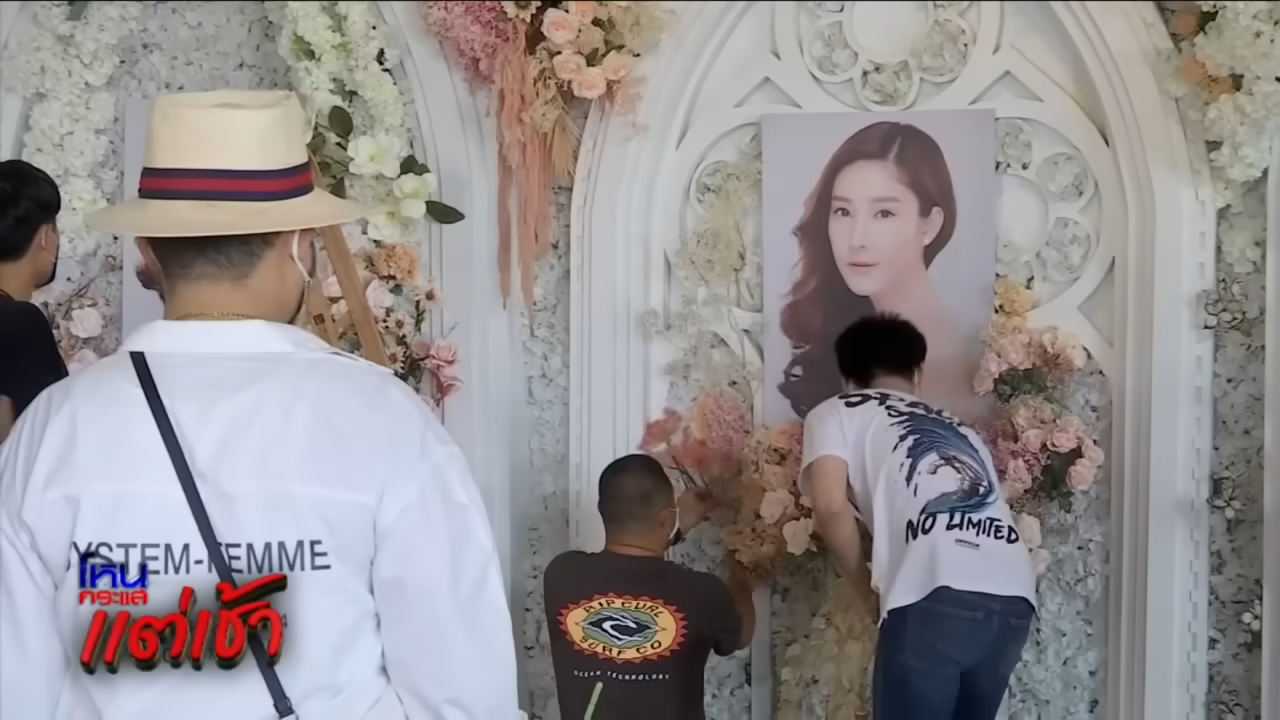 YSTEM-FEMME
โหน
กระแส
แต่เช้า
RIP CURL
SURF CO
OCEAN TECHNOLOGY
NO LIMITED